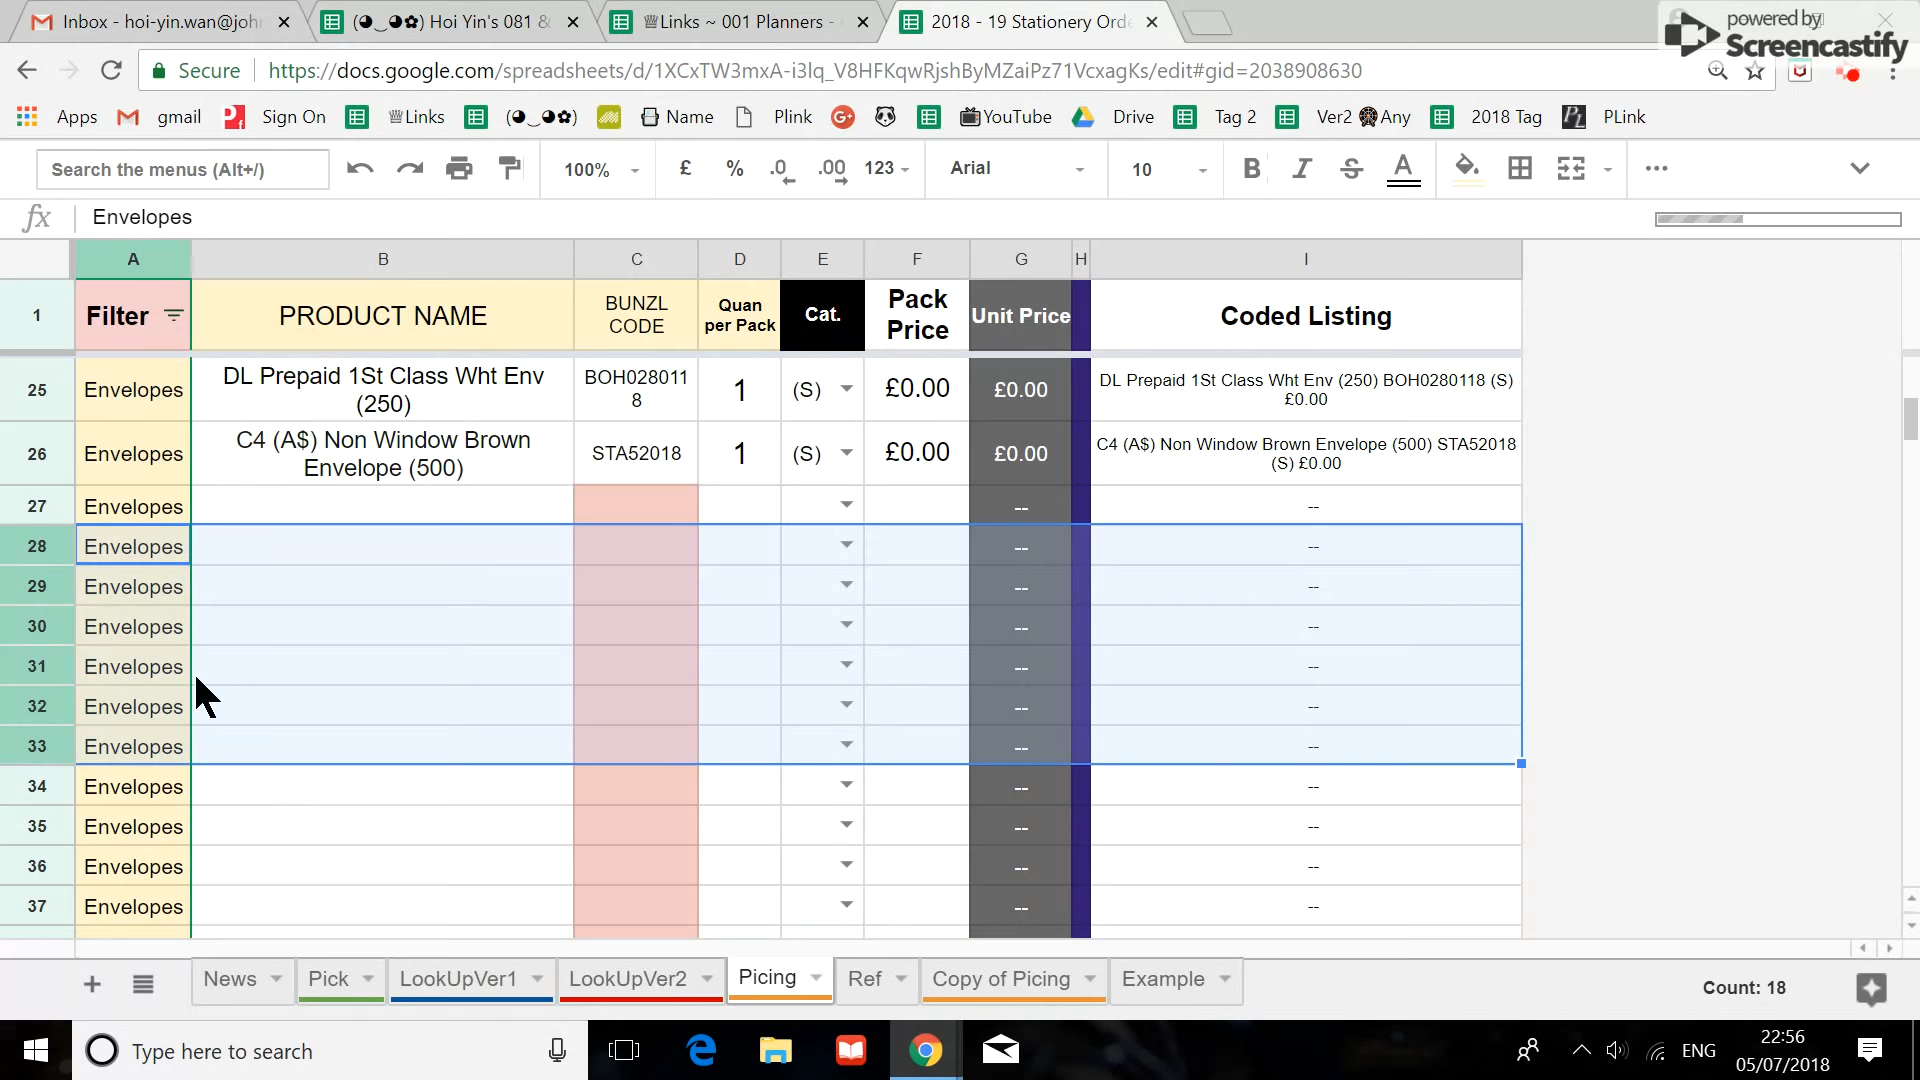 Inbox - hoi-yin.wan@joh
(◕‿◕✿) Hoi Yin's 081 &
♕Links ~ 001 Planners -
2018 - 19 Stationery Orde
powered by
Screencastify
Secure
https://docs.google.com/spreadsheets/d/1XCxTW3mxA-i3lq_V8HFKqwRjshByMZaiPz71VcxagKs/edit#gid=2038908630
Apps gmail Sign On ♕Links (◕‿◕✿) Name Plink YouTube Drive Tag 2 Ver2 Any 2018 Tag PLink
Search the menus (Alt+/) 100% £ % .0 .00 123 Arial 10 B I S A
fx Envelopes
A B C D E F G H I
1 Filter PRODUCT NAME BUNZL CODE Quan per Pack Cat. Pack Price Unit Price Coded Listing
25 Envelopes DL Prepaid 1St Class Wht Env (250) BOH0280118 1 (S) £0.00 £0.00 DL Prepaid 1St Class Wht Env (250) BOH0280118 (S) £0.00
26 Envelopes C4 (A$) Non Window Brown Envelope (500) STA52018 1 (S) £0.00 £0.00 C4 (A$) Non Window Brown Envelope (500) STA52018 (S) £0.00
27 Envelopes -- --
28 Envelopes -- --
29 Envelopes -- --
30 Envelopes -- --
31 Envelopes -- --
32 Envelopes -- --
33 Envelopes -- --
34 Envelopes -- --
35 Envelopes -- --
36 Envelopes -- --
37 Envelopes -- --
News Pick LookUpVer1 LookUpVer2 Picing Ref Copy of Picing Example Count: 18
Type here to search ENG 22:56
05/07/2018